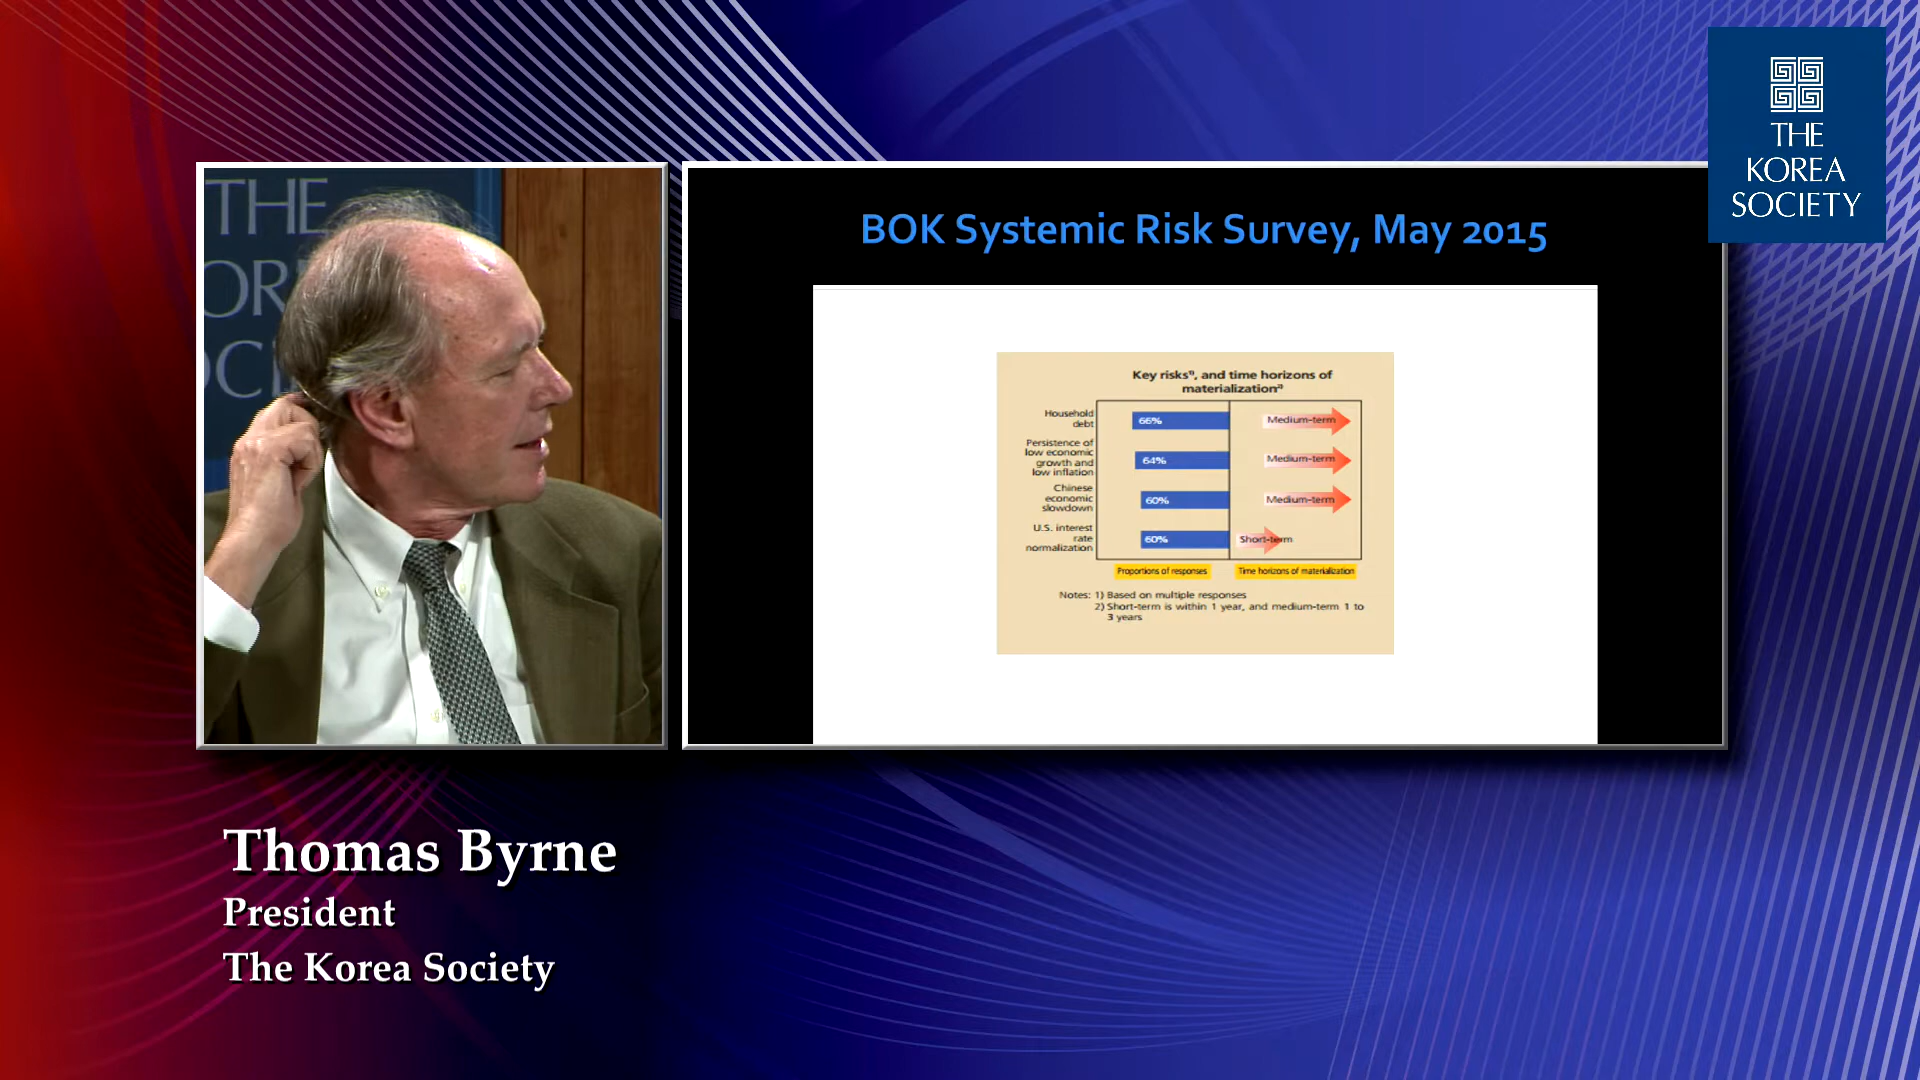 THE
KOREA
SOCIETY
THE
OR
OCI
BOK Systemic Risk Survey, May 2015
Key risks¹⁾, and time horizons of
materialization²⁾
Household
debt
66%
Medium-term
Persistence of
low economic
growth and
low inflation
64%
Medium-term
Chinese
economic
slowdown
60%
Medium-term
U.S. interest
rate
normalization
60%
Short-term
Proportions of responses
Time horizons of materialization
Notes: 1) Based on multiple responses
2) Short-term is within 1 year, and medium-term 1 to
3 years
Thomas Byrne
President
The Korea Society